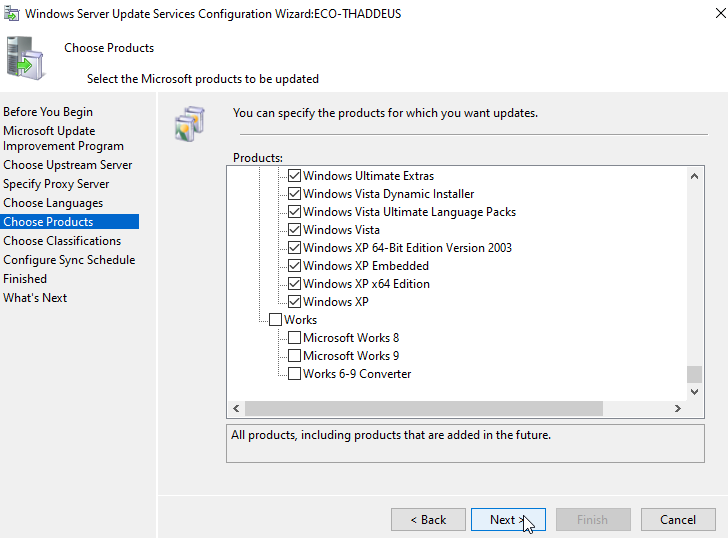 Windows Server Update Services Configuration Wizard:ECO-THADDEUS
Choose Products
Select the Microsoft products to be updated
Before You Begin
Microsoft Update
Improvement Program
Choose Upstream Server
Specify Proxy Server
Choose Languages
Choose Products
Choose Classifications
Configure Sync Schedule
Finished
What's Next
You can specify the products for which you want updates.
Products:
Windows Ultimate Extras
Windows Vista Dynamic Installer
Windows Vista Ultimate Language Packs
Windows Vista
Windows XP 64-Bit Edition Version 2003
Windows XP Embedded
Windows XP x64 Edition
Windows XP
Works
Microsoft Works 8
Microsoft Works 9
Works 6-9 Converter
All products, including products that are added in the future.
< Back
Next >
Finish
Cancel